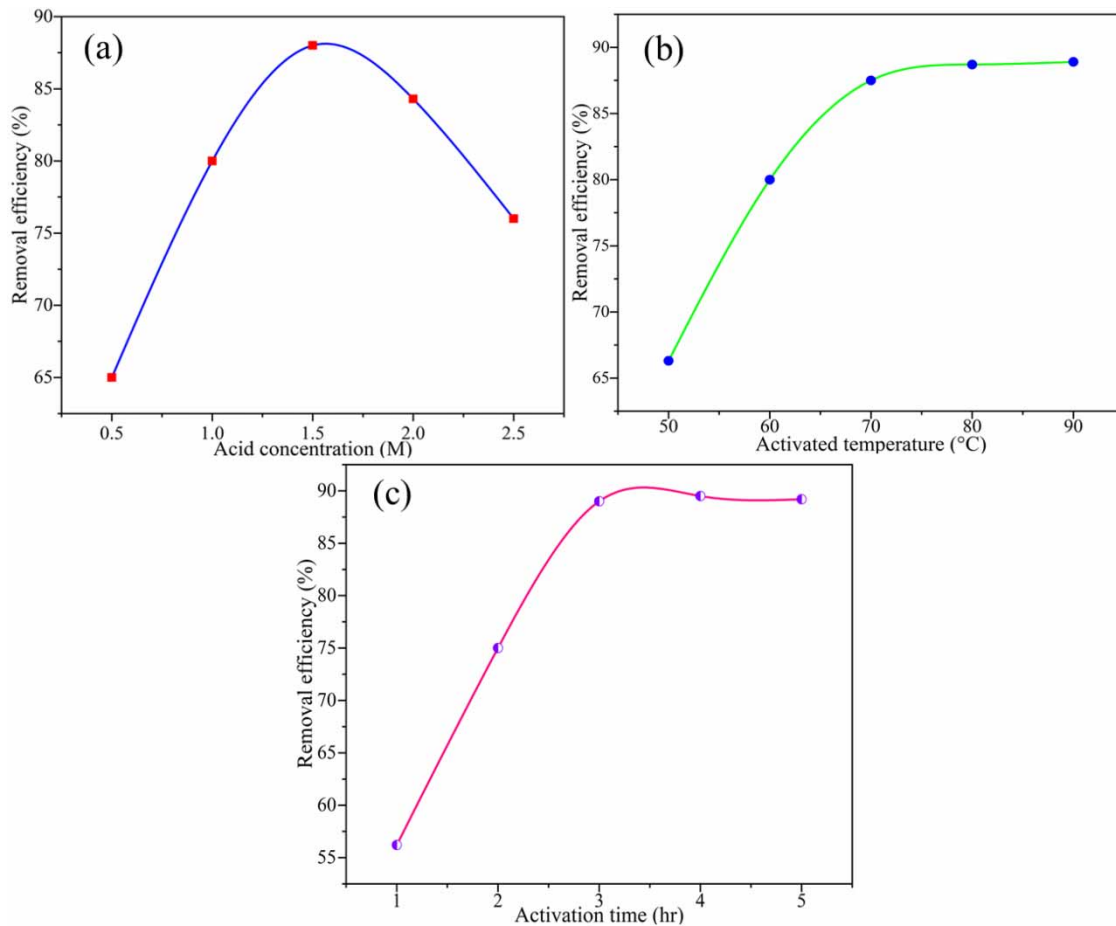 (a)
Removal efficiency (%)
90
85
80
75
70
65
0.5 1.0 1.5 2.0 2.5
Acid concentration (M)
(b)
Removal efficiency (%)
90
85
80
75
70
65
50 60 70 80 90
Activated temperature (°C)
(c)
Removal efficiency (%)
90
85
80
75
70
65
60
55
1 2 3 4 5
Activation time (hr)